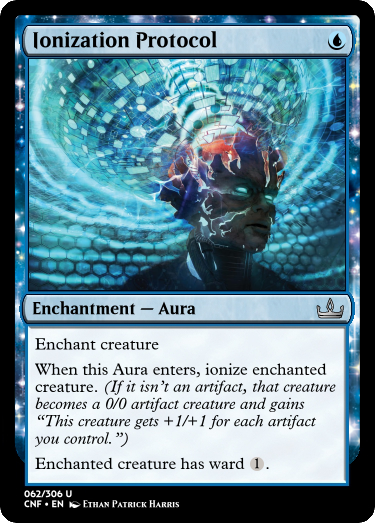 Ionization Protocol
Enchantment — Aura
Enchant creature
When this Aura enters, ionize enchanted
creature. (If it isn't an artifact, that creature
becomes a 0/0 artifact creature and gains
“This creature gets +1/+1 for each artifact
you control.”)
Enchanted creature has ward 1.
062/306 U
CNF • EN Ethan Patrick Harris